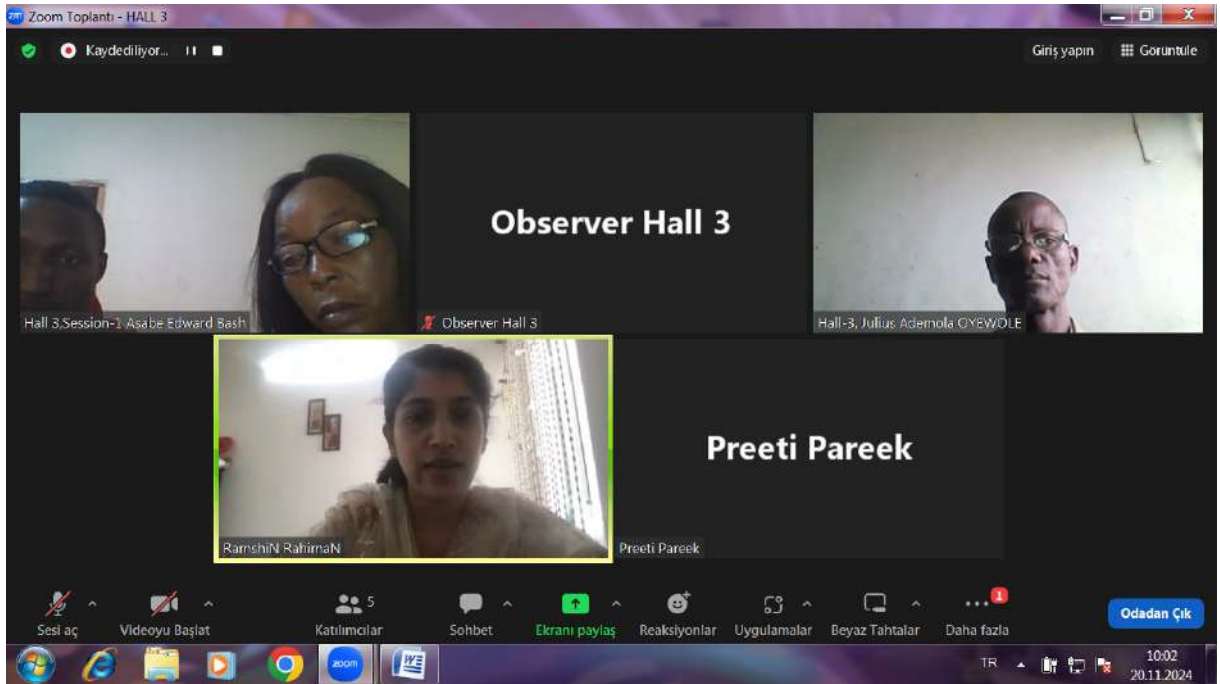 Zoom Toplantı - HALL 3
Kaydediliyor...
Giriş yapın
Görüntüle
Observer Hall 3
Hall 3,Session-1 Asabe Edward Bash
Observer Hall 3
Hall-3, Julius Ademola OYEWOLE
Preeti Pareek
RamshiN RahimaN
Preeti Pareek
5
1
Sesi aç
Videoyu Başlat
Katılımcılar
Sohbet
Ekranı paylaş
Reaksiyonlar
Uygulamalar
Beyaz Tahtalar
Daha fazla
Odadan Çık
zoom
TR
10:02
20.11.2024